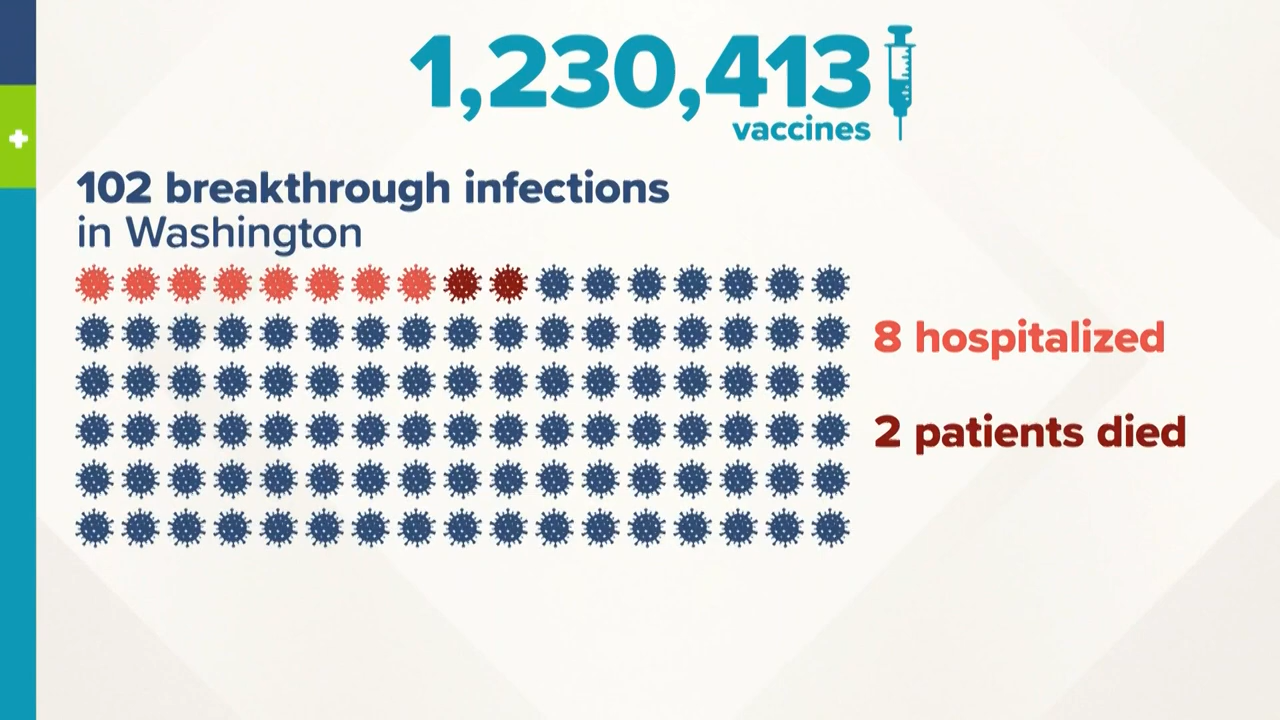 1,230,413
vaccines
102 breakthrough infections
in Washington
8 hospitalized
2 patients died